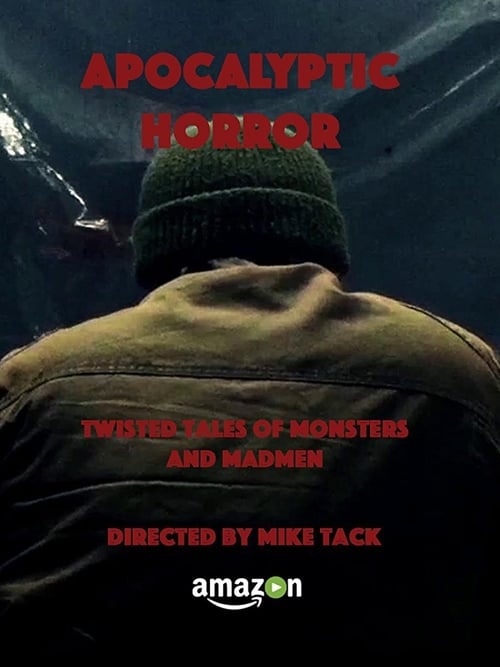 APOCALYPTIC
HORROR
TWISTED TALES OF MONSTERS
AND MADMEN
DIRECTED BY MIKE TACK
amazon